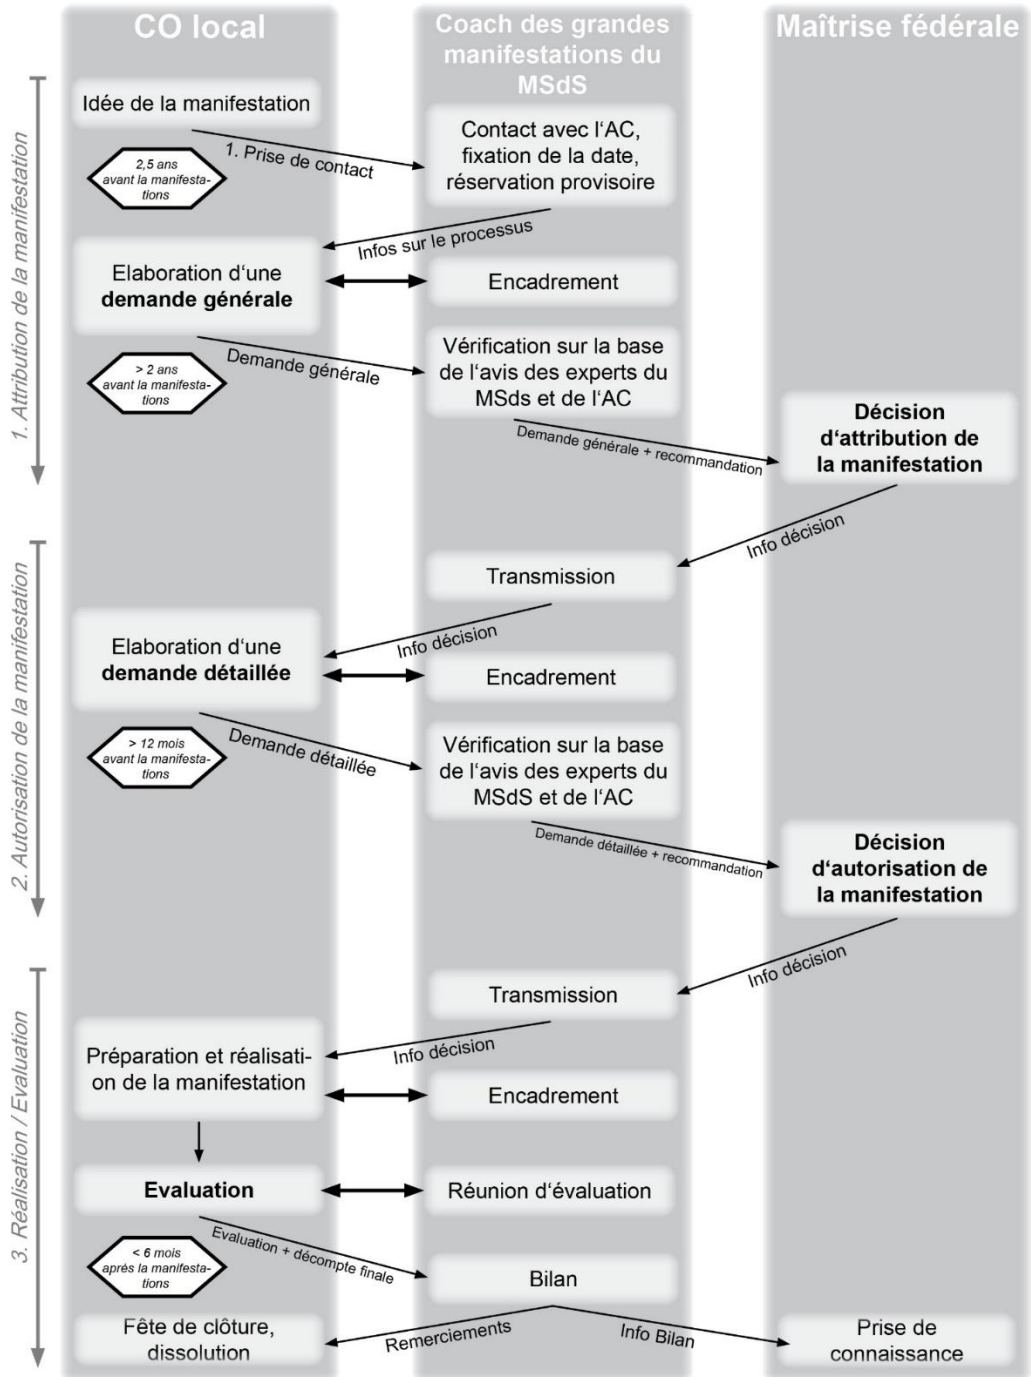 CO local
Coach des grandes
manifestations du
MSdS
Maîtrise fédérale
1. Attribution de la manifestation
Idée de la manifestation
1. Prise de contact
Contact avec l‘AC,
fixation de la date,
réservation provisoire
2,5 ans
avant la manifesta-
tions
Infos sur le processus
Elaboration d‘une
demande générale
Encadrement
Demande générale
Vérification sur la base
de l‘avis des experts du
MSds et de l‘AC
> 2 ans
avant la manifesta-
tions
Demande générale + recommandation
Décision
d‘attribution de
la manifestation
Info décision
2. Autorisation de la manifestation
Transmission
Info décision
Elaboration d‘une
demande détaillée
Encadrement
Demande détaillée
Vérification sur la base
de l‘avis des experts du
MSdS et de l‘AC
> 12 mois
avant la manifesta-
tions
Demande détaillée + recommandation
Décision
d‘autorisation de
la manifestation
Info décision
3. Réalisation / Evaluation
Transmission
Info décision
Préparation et réalisati-
on de la manifestation
Encadrement
Evaluation
Réunion d‘évaluation
Evaluation + décompte finale
< 6 mois
aprés la manifesta-
tions
Bilan
Remerciements
Info Bilan
Fête de clôture,
dissolution
Prise de
connaissance